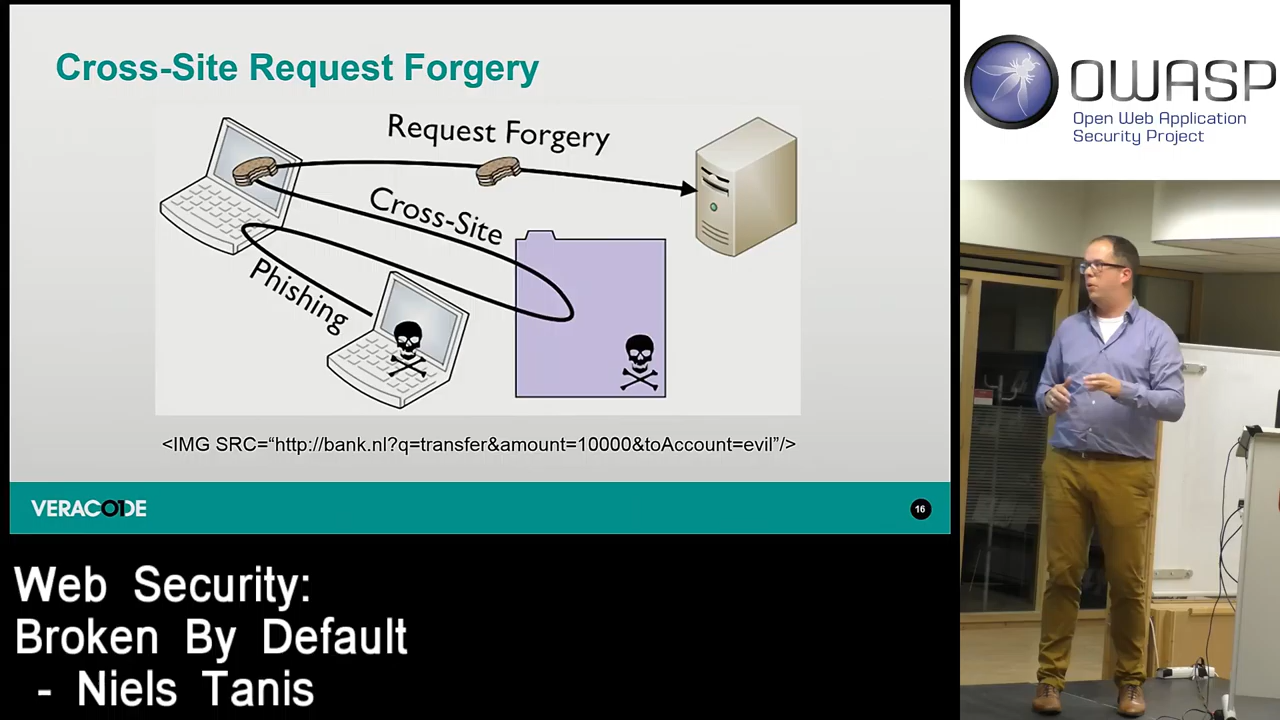 Cross-Site Request Forgery
Request Forgery
Cross-Site
Phishing
<IMG SRC=“http://bank.nl?q=transfer&amount=10000&toAccount=evil”/>
VERACODE
16
OWASP
Open Web Application
Security Project
Web Security:
Broken By Default
- Niels Tanis